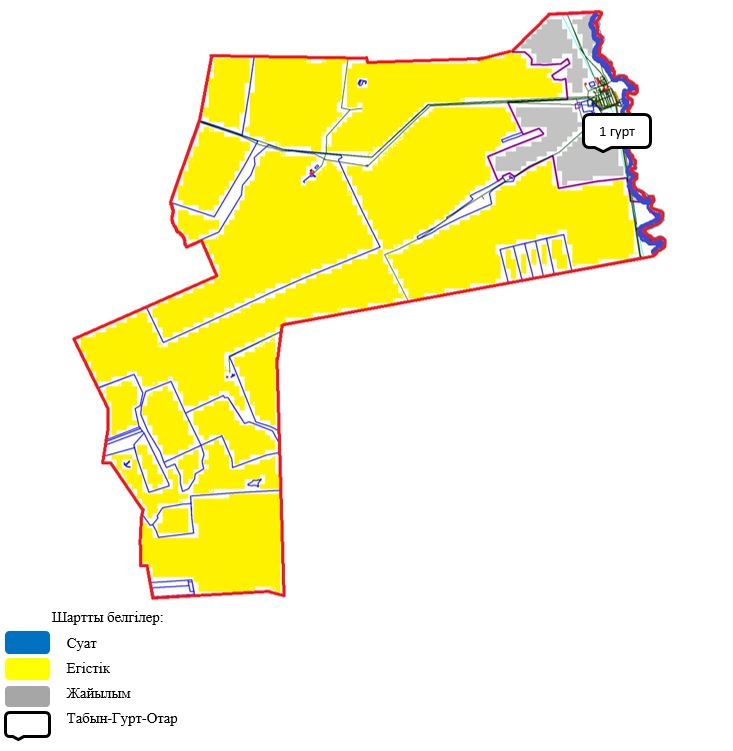 1 гурт
Шартты белгілер:
Суат
Егістік
Жайылым
Табын-Гурт-Отар